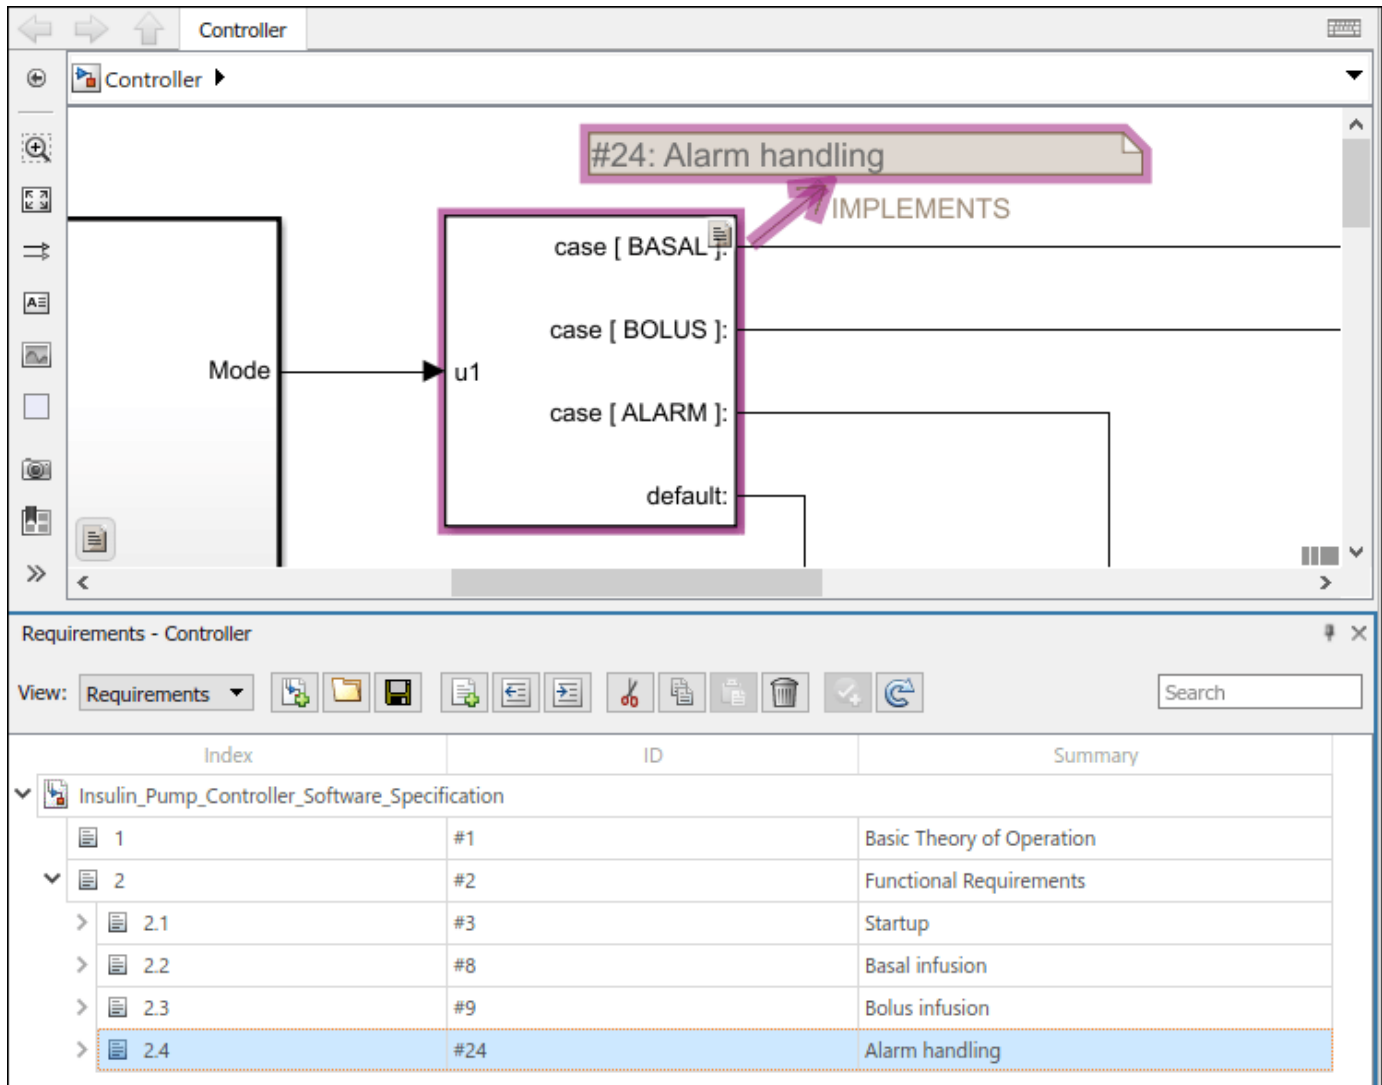 Controller
Controller
#24: Alarm handling
IMPLEMENTS
case [ BASAL ]:
case [ BOLUS ]:
Mode
u1
case [ ALARM ]:
default:
Requirements - Controller
View: Requirements
Search
Index ID Summary
Insulin_Pump_Controller_Software_Specification
1 #1 Basic Theory of Operation
2 #2 Functional Requirements
2.1 #3 Startup
2.2 #8 Basal infusion
2.3 #9 Bolus infusion
2.4 #24 Alarm handling